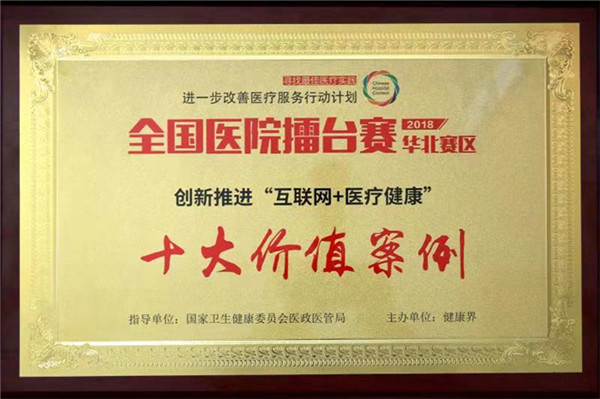 寻找最佳医疗实践
进一步改善医疗服务行动计划
Chinese
Hospital
Contest
全国医院擂台赛 2018 华北赛区
创新推进“互联网+医疗健康”
十大价值案例
指导单位：国家卫生健康委员会医政医管局 主办单位：健康界